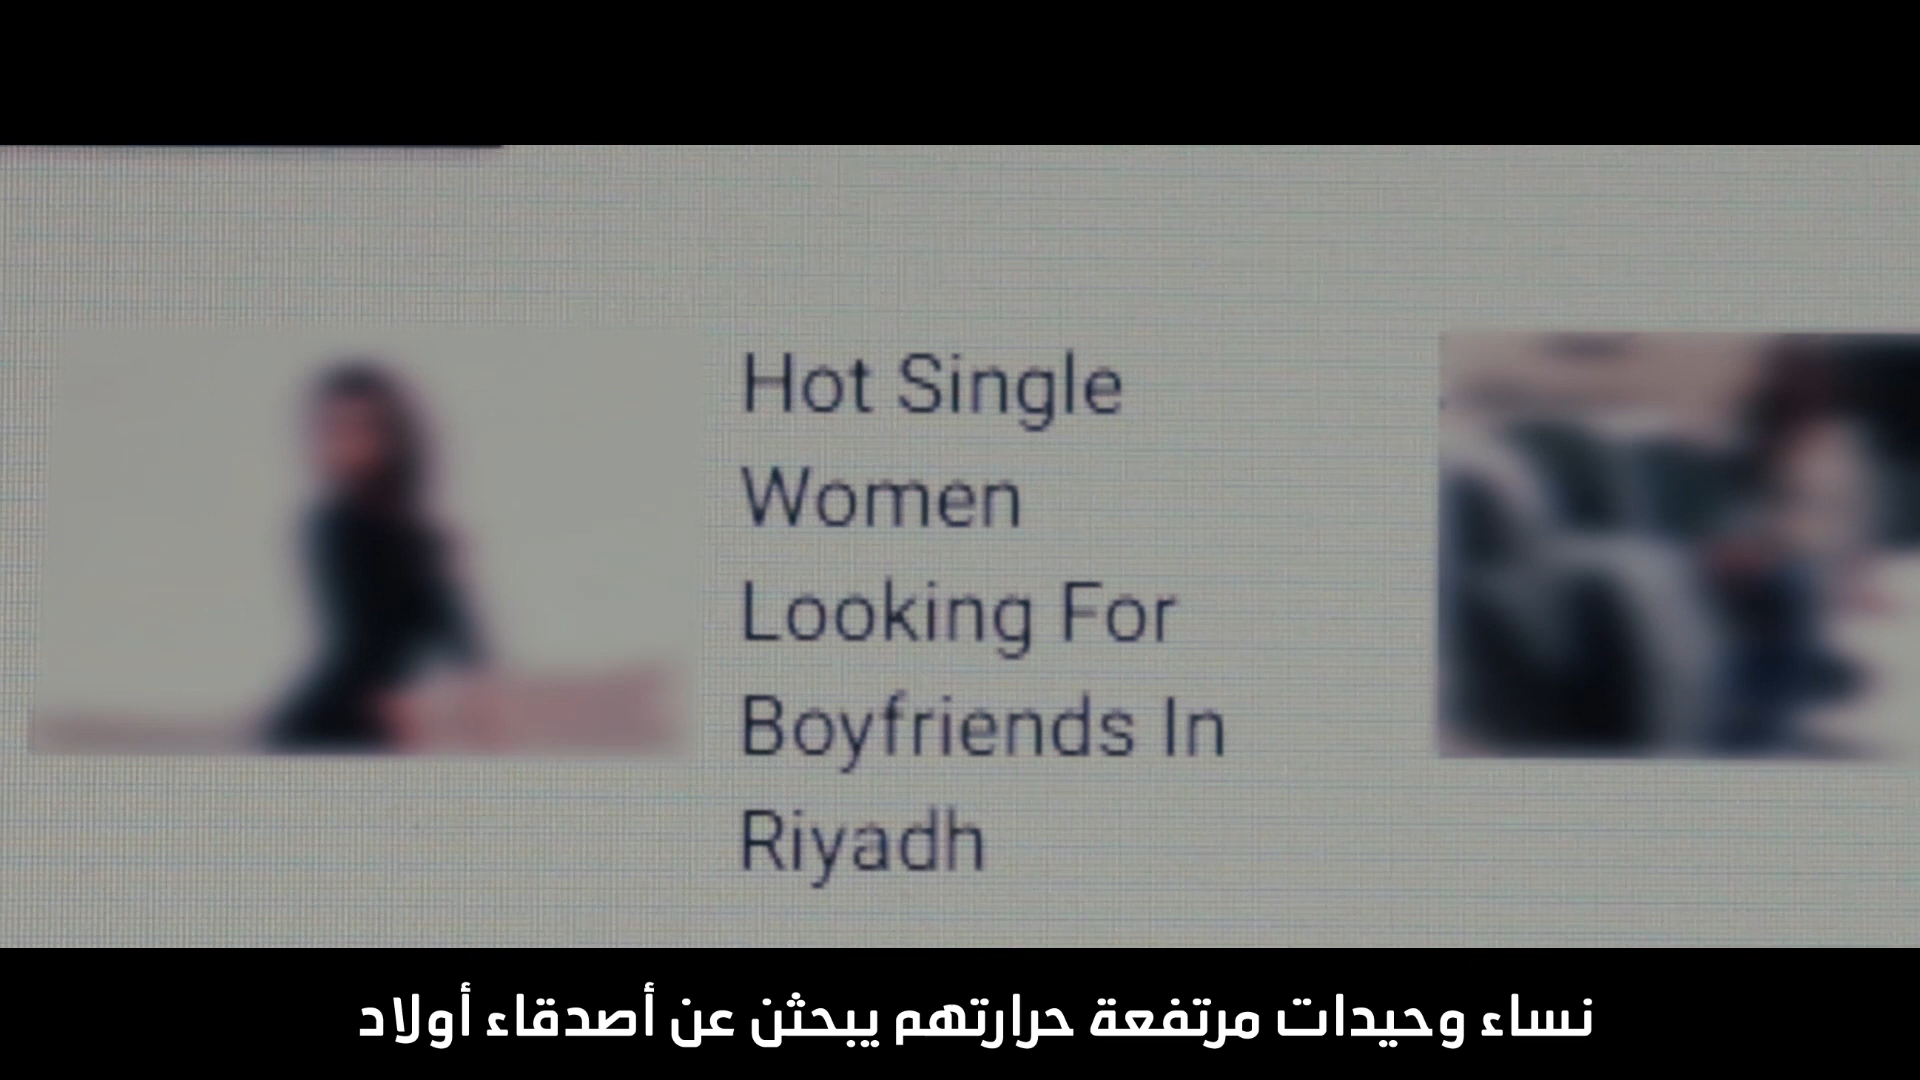 Hot Single
Women
Looking For
Boyfriends In
Riyadh
نساء وحيدات مرتفعة حرارتهم يبحثن عن أصدقاء أولاد